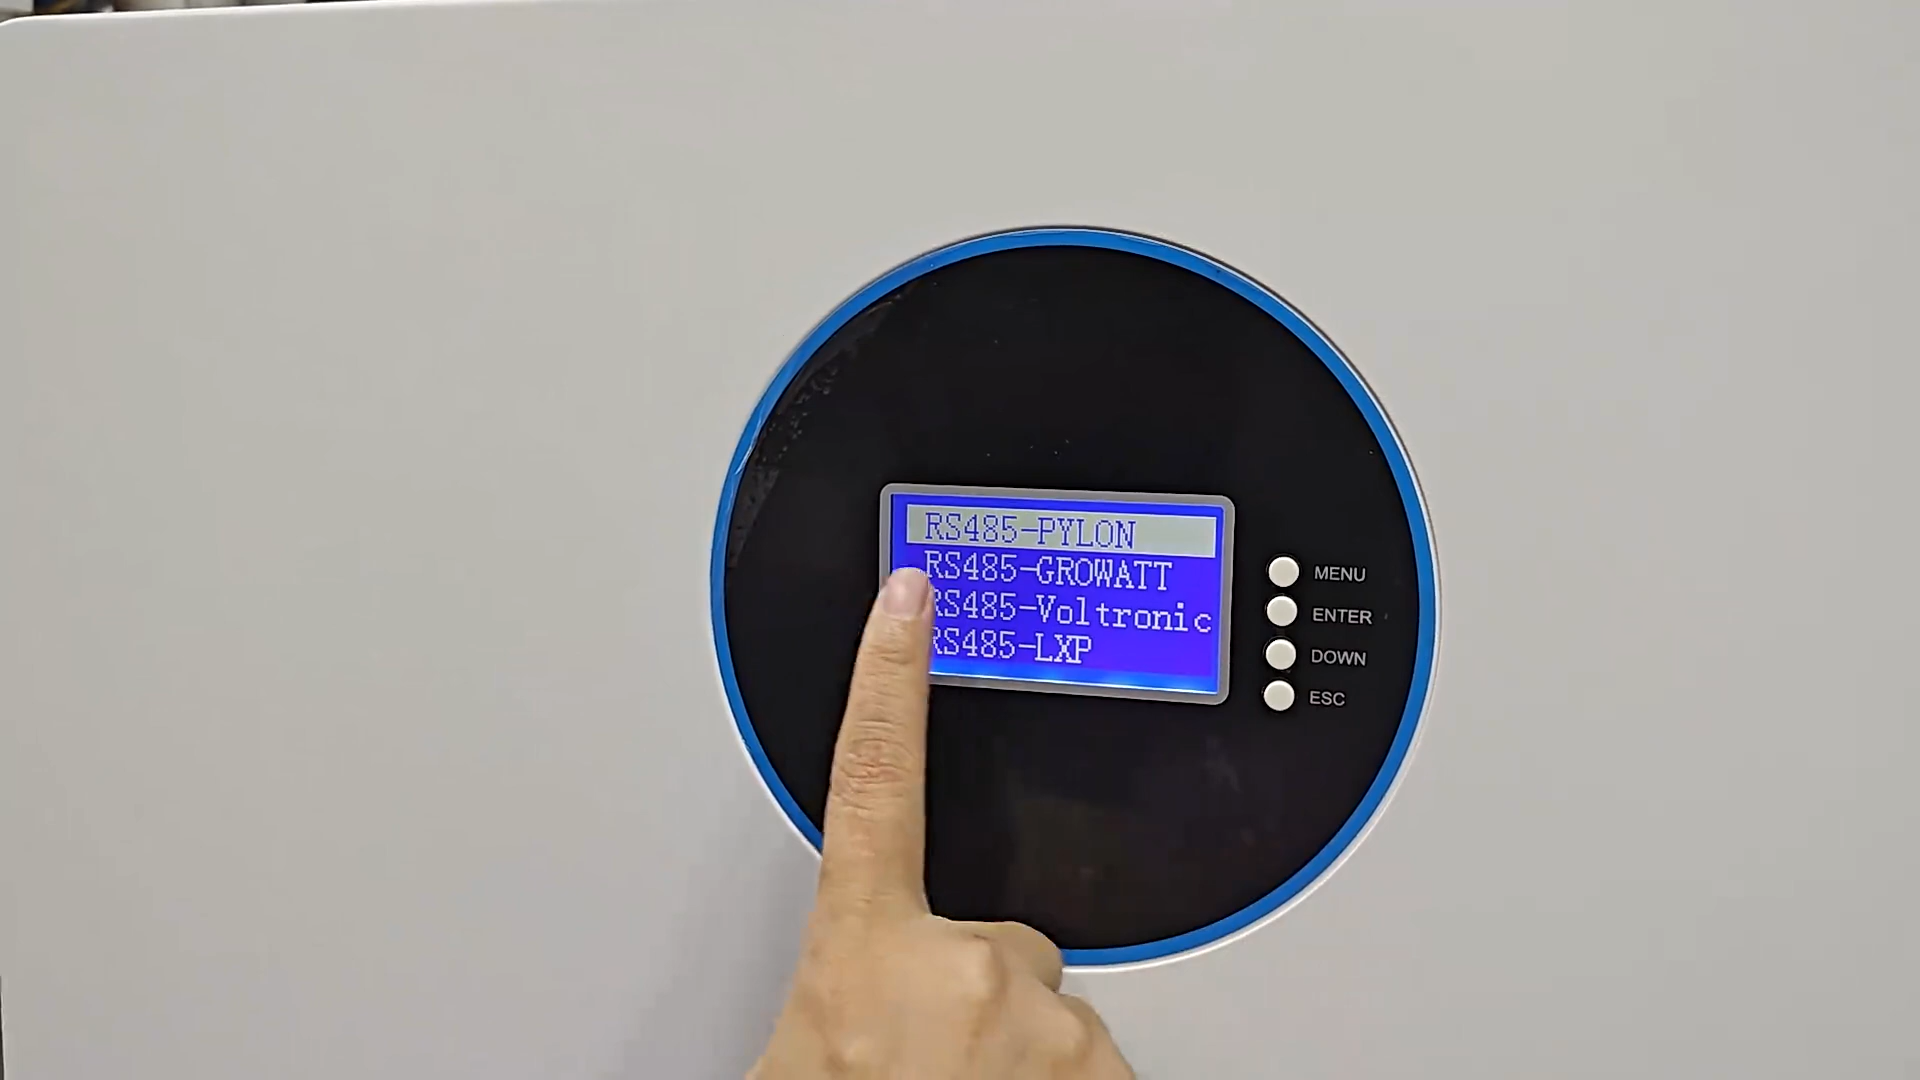 RS485-PYLON
RS485-GROWATT
RS485-Voltronic
RS485-LXP
MENU
ENTER
DOWN
ESC